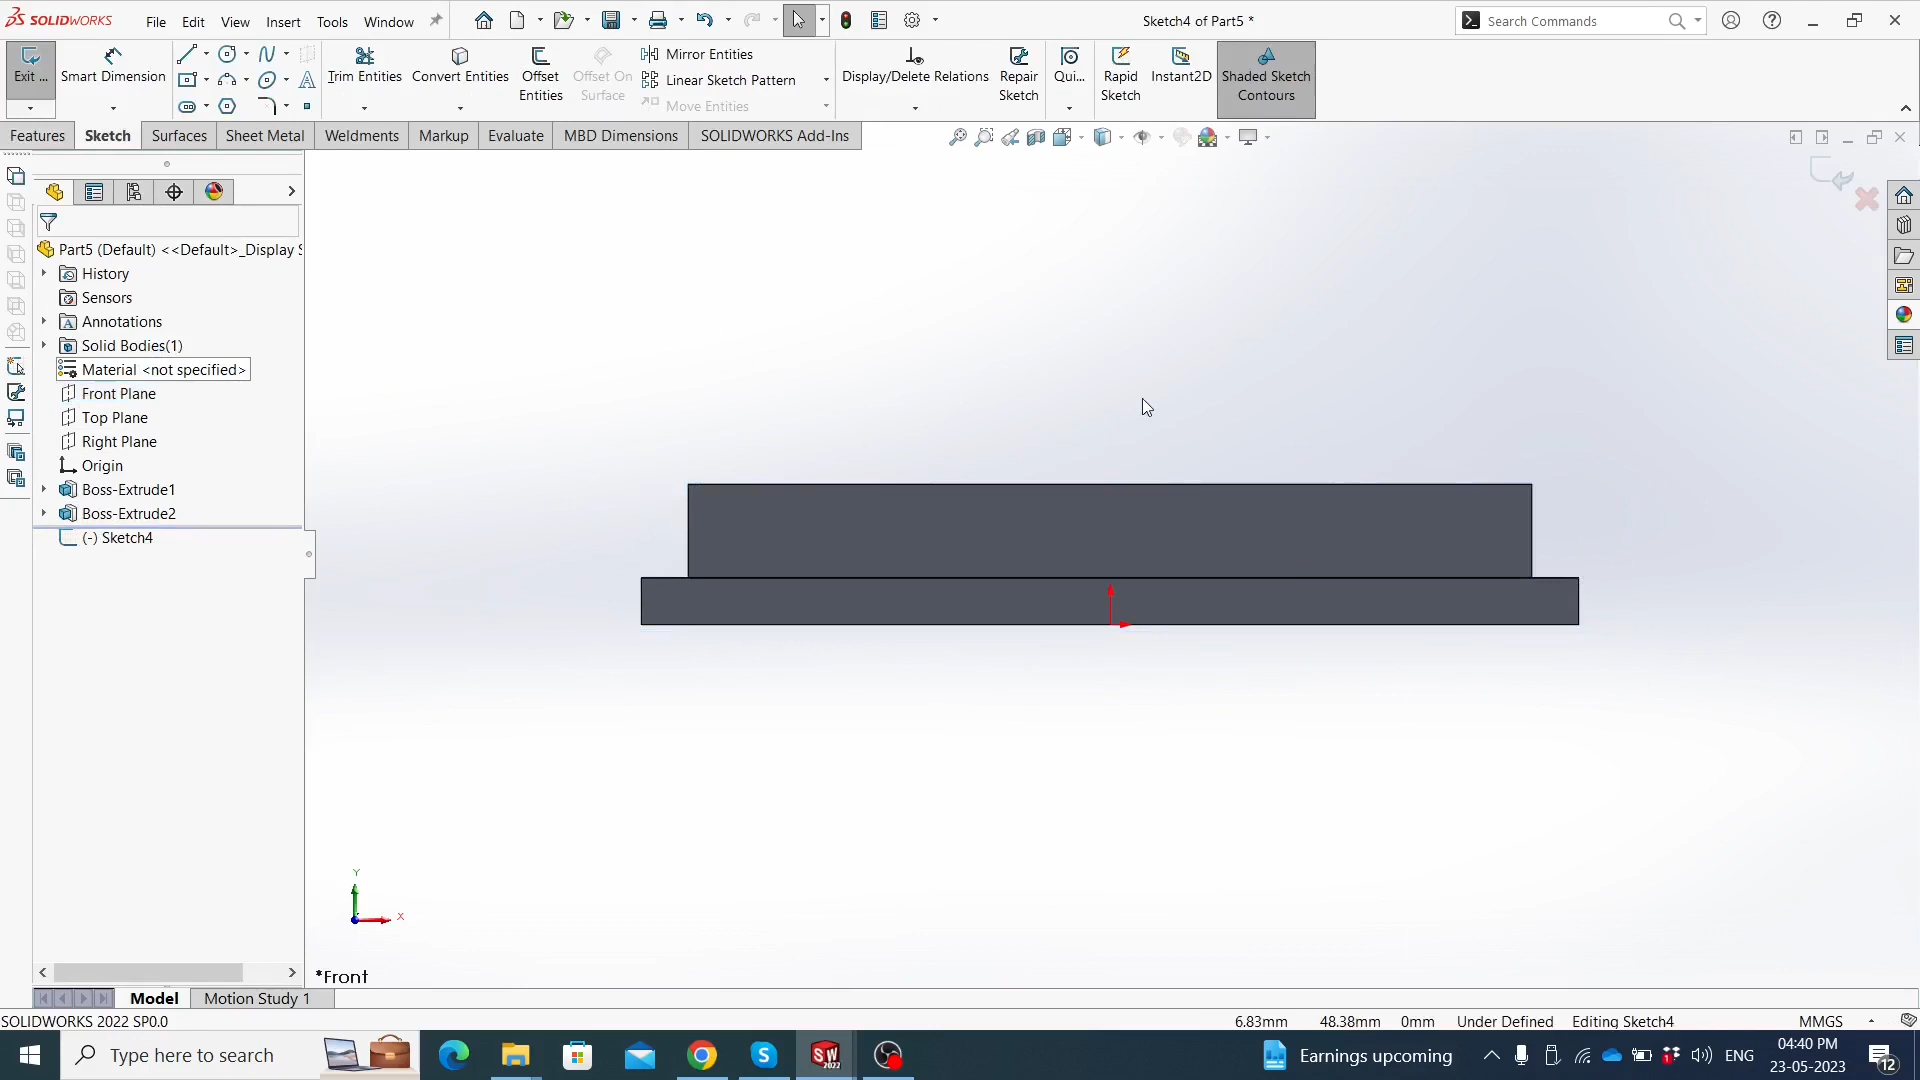 SOLIDWORKS
File
Edit
View
Insert
Tools
Window
Sketch4 of Part5 *
Search Commands
Exit ...
Smart Dimension
Trim Entities
Convert Entities
Offset
Entities
Offset On
Surface
Mirror Entities
Linear Sketch Pattern
Move Entities
Display/Delete Relations
Repair
Sketch
Qui...
Rapid
Sketch
Instant2D
Shaded Sketch
Contours
Features
Sketch
Surfaces
Sheet Metal
Weldments
Markup
Evaluate
MBD Dimensions
SOLIDWORKS Add-Ins
Part5 (Default) <<Default>_Display
History
Sensors
Annotations
Solid Bodies(1)
Material <not specified>
Front Plane
Top Plane
Right Plane
Origin
Boss-Extrude1
Boss-Extrude2
(-) Sketch4
Y
X
*Front
Model
Motion Study 1
SOLIDWORKS 2022 SP0.0
6.83mm
48.38mm
0mm
Under Defined
Editing Sketch4
MMGS
Type here to search
SW
2022
Earnings upcoming
ENG
04:40 PM
23-05-2023
12